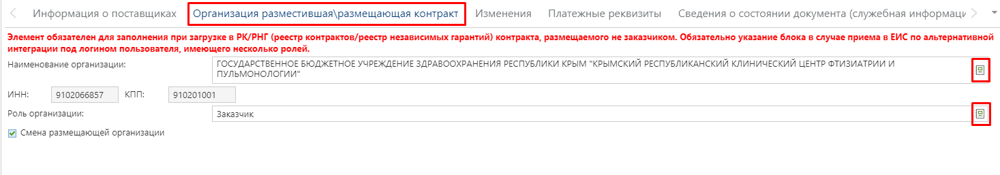 Информация о поставщиках Организация разместившая\размещающая контракт Изменения Платежные реквизиты Сведения о состоянии документа (служебная информаци
Элемент обязателен для заполнения при загрузке в РК/РНГ (реестр контрактов/реестр независимых гарантий) контракта, размещаемого не заказчиком. Обязательно указание блока в случае приема в ЕИС по альтернативной
интеграции под логином пользователя, имеющего несколько ролей.
Наименование организации: ГОСУДАРСТВЕННОЕ БЮДЖЕТНОЕ УЧРЕЖДЕНИЕ ЗДРАВООХРАНЕНИЯ РЕСПУБЛИКИ КРЫМ "КРЫМСКИЙ РЕСПУБЛИКАНСКИЙ КЛИНИЧЕСКИЙ ЦЕНТР ФТИЗИАТРИИ И
ПУЛЬМОНОЛОГИИ"
ИНН: 9102066857 КПП: 910201001
Роль организации: Заказчик
Смена размещающей организации